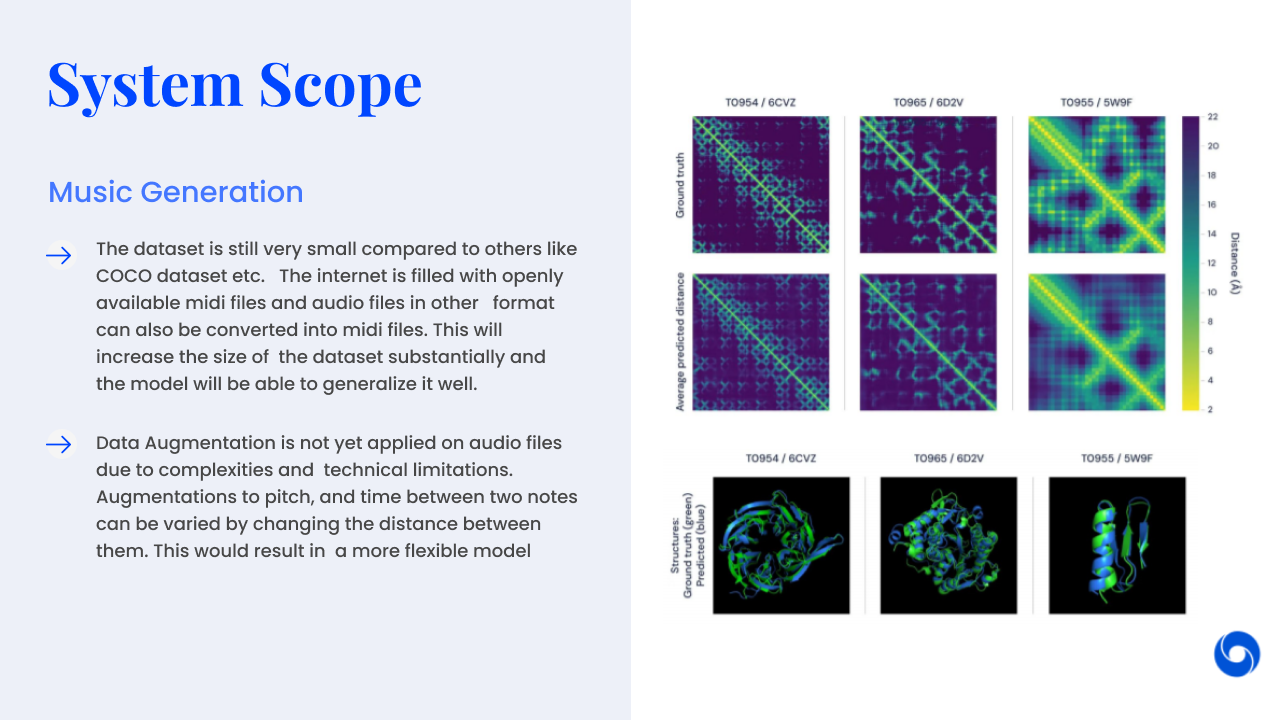 System Scope
Music Generation
The dataset is still very small compared to others like
COCO dataset etc.   The internet is filled with openly
available midi files and audio files in other   format
can also be converted into midi files. This will
increase the size of  the dataset substantially and
the model will be able to generalize it well.
Data Augmentation is not yet applied on audio files
due to complexities and  technical limitations.
Augmentations to pitch, and time between two notes
can be varied by changing the distance between
them. This would result in  a more flexible model
T0954 / 6CVZ
T0965 / 6D2V
T0955 / 5W9F
Ground truth
Average predicted distance
22
20
18
16
14
12
10
8
6
4
2
Distance (Å)
T0954 / 6CVZ
T0965 / 6D2V
T0955 / 5W9F
Structures:
Ground truth (green)
Predicted (blue)